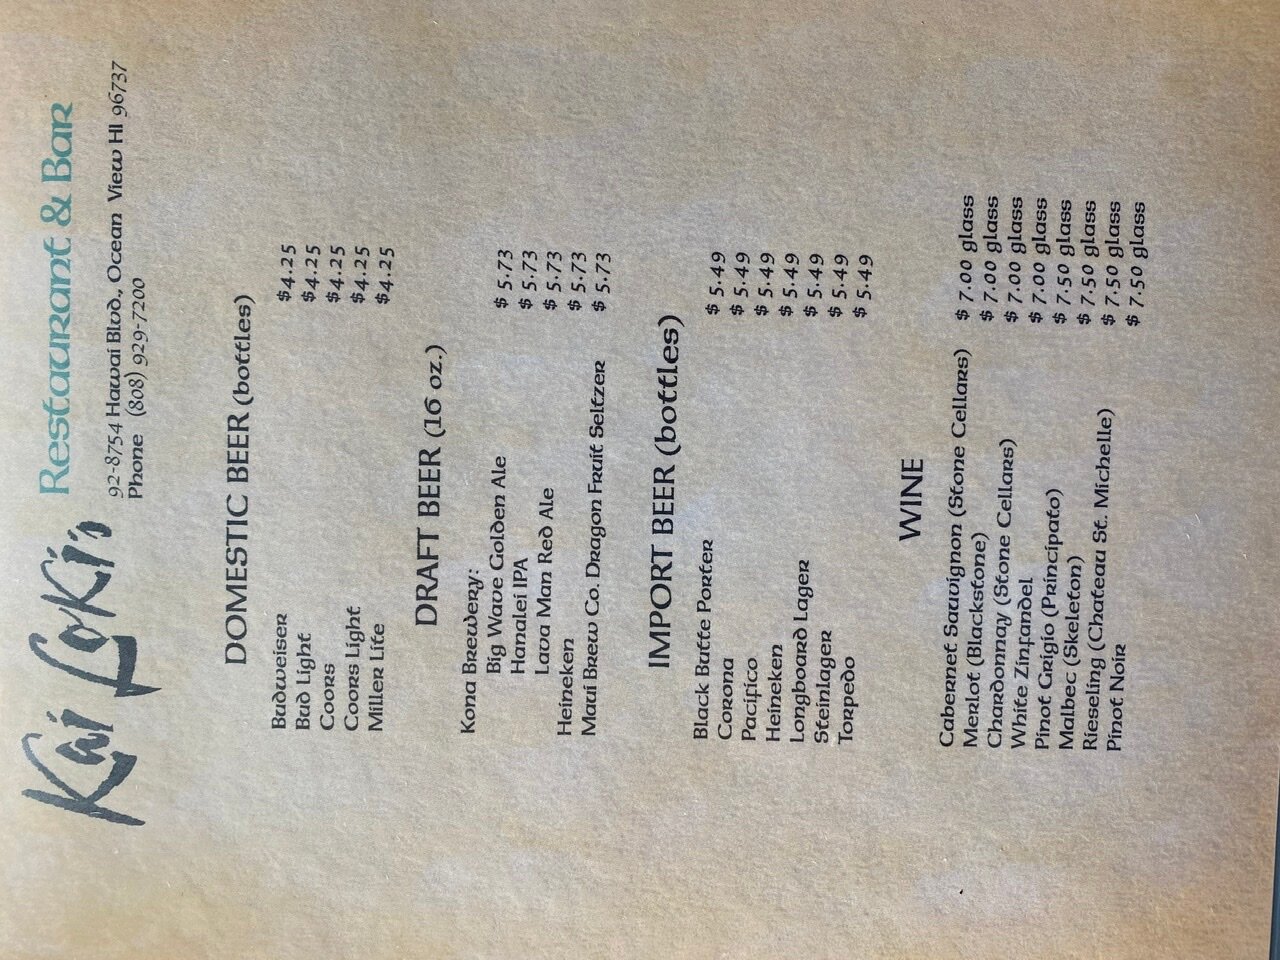 Kai Loki's Restaurant & Bar
92-8754 Hawai Blvd., Ocean View HI 96737
Phone (808) 929-7200
DOMESTIC BEER (bottles)
Budweiser $4.25
Bud Light $4.25
Coors $4.25
Coors Light $4.25
Miller Lite $4.25
DRAFT BEER (16 oz.)
Kona Brewery:
Big Wave Golden Ale $ 5.73
Hanalei IPA $ 5.73
Lava Man Red Ale $ 5.73
Heineken $ 5.73
Maui Brew Co. Dragon Fruit Seltzer $ 5.73
IMPORT BEER (bottles)
Black Butte Porter $ 5.49
Corona $ 5.49
Pacifico $ 5.49
Heineken $ 5.49
Longboard Lager $ 5.49
Steinlager $ 5.49
Torpedo $ 5.49
WINE
Cabernet Sauvignon (Stone Cellars) $ 7.00 glass
Merlot (Blackstone) $ 7.00 glass
Chardonnay (Stone Cellars) $ 7.00 glass
White Zinfandel $ 7.00 glass
Pinot Grigio (Principato) $ 7.50 glass
Malbec (Skeleton) $ 7.50 glass
Rieseling (Chateau St. Michelle) $ 7.50 glass
Pinot Noir $ 7.50 glass